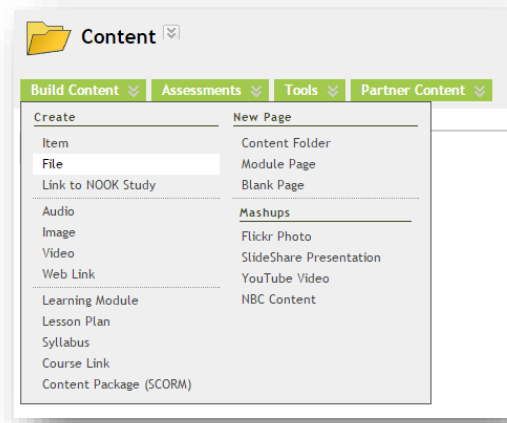 Content
Build Content
Assessments
Tools
Partner Content
Create
Item
File
Link to NOOK Study
Audio
Image
Video
Web Link
Learning Module
Lesson Plan
Syllabus
Course Link
Content Package (SCORM)
New Page
Content Folder
Module Page
Blank Page
Mashups
Flickr Photo
SlideShare Presentation
YouTube Video
NBC Content